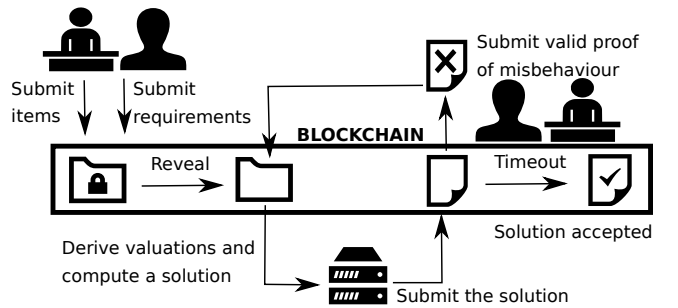 Submit valid proof
of misbehaviour
Submit
items
Submit
requirements
BLOCKCHAIN
Reveal
Timeout
Solution accepted
Derive valuations and
compute a solution
Submit the solution